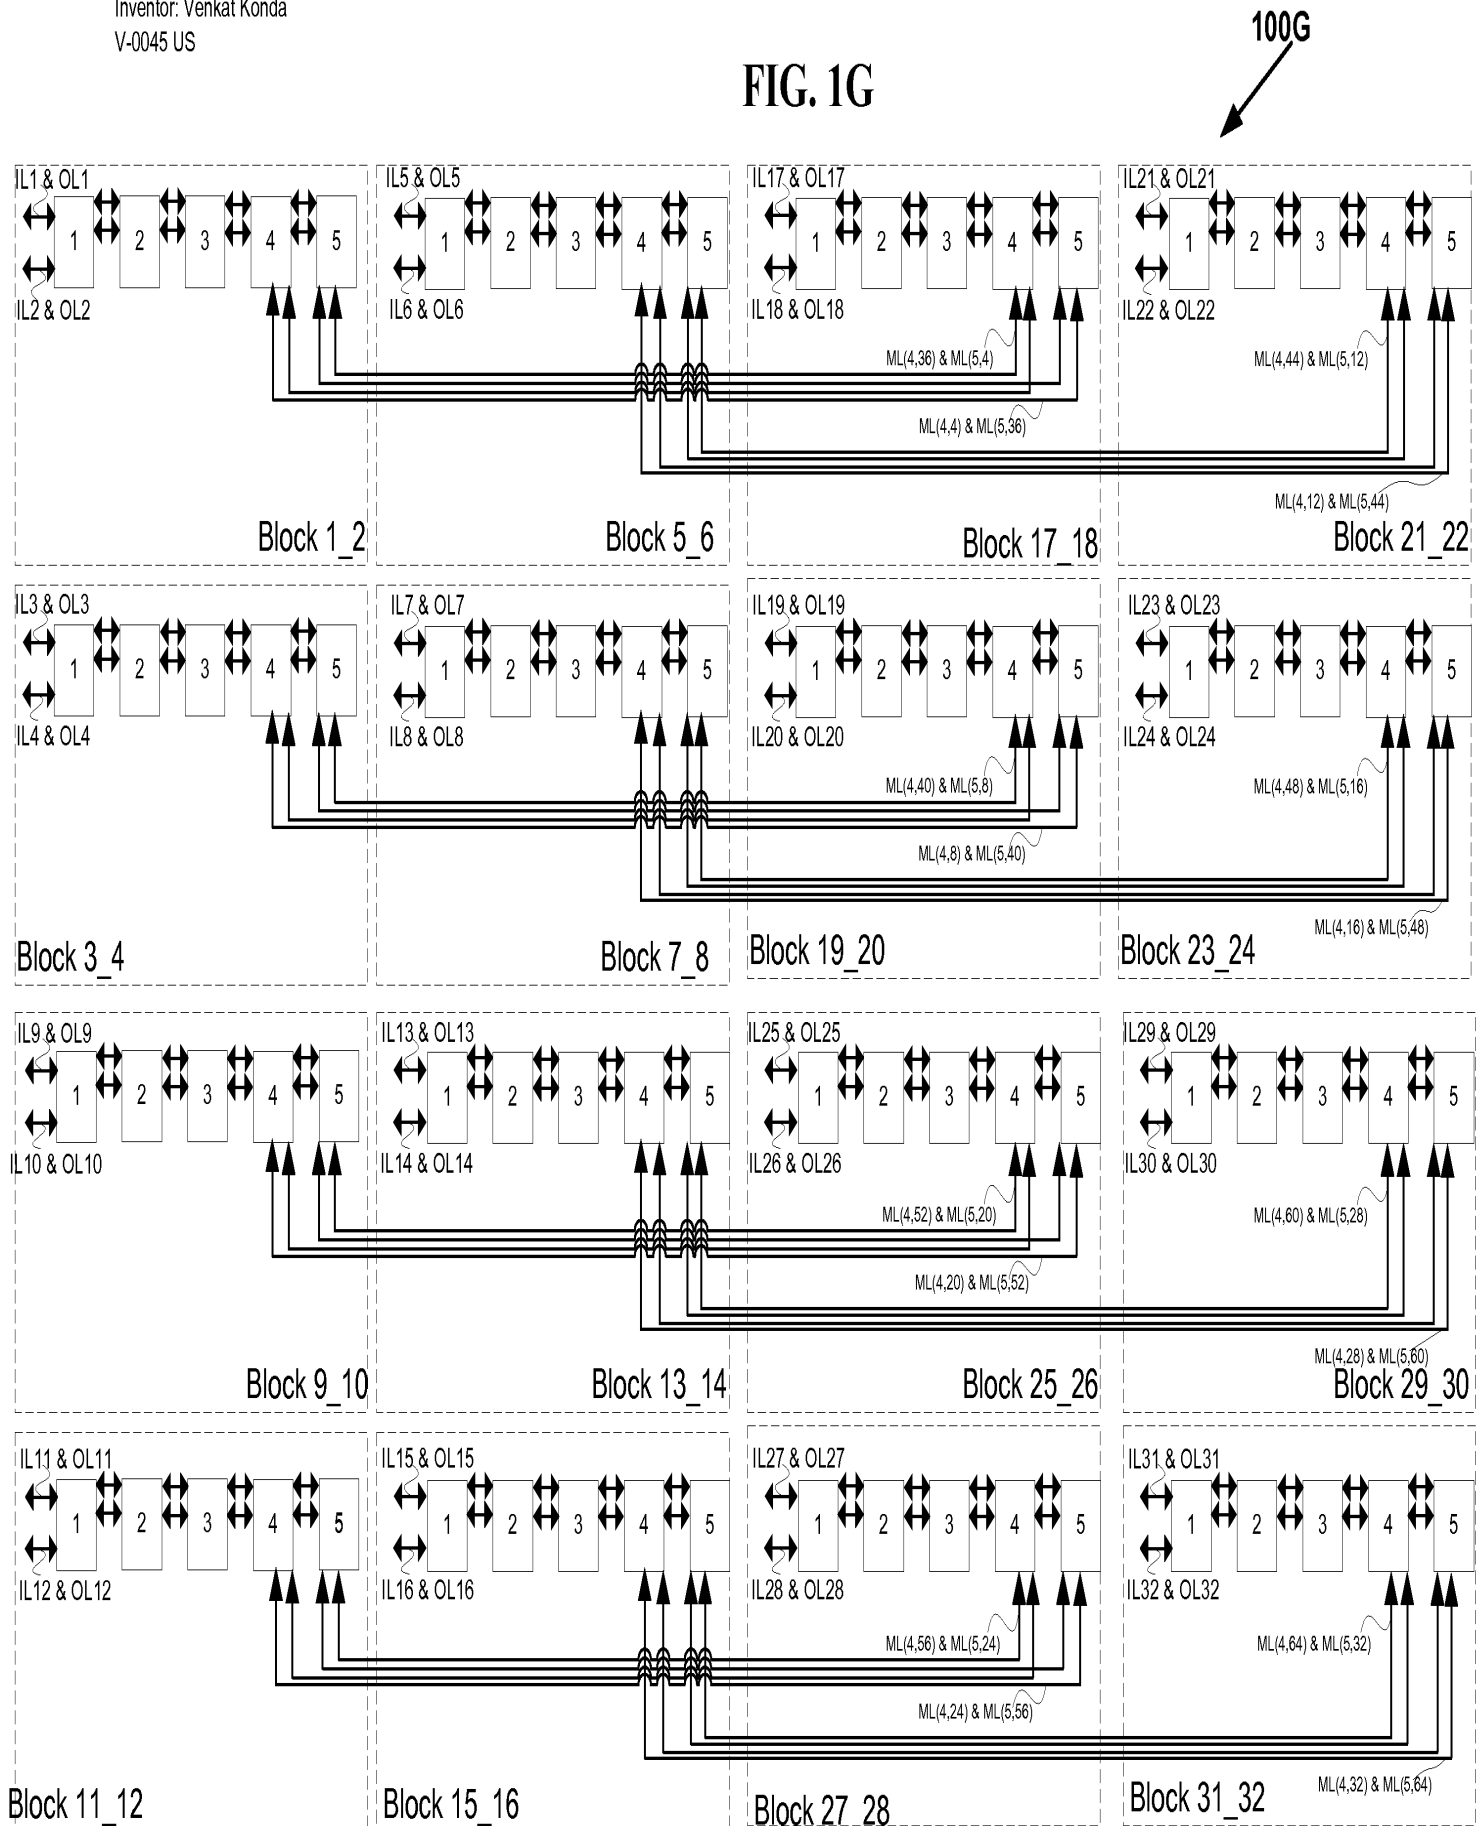 Inventor: Venkat Konda
V-0045 US
100G
FIG. 1G
IL1 & OL1
IL5 & OL5
IL17 & OL17
IL21 & OL21
1 2 3 4 5
1 2 3 4 5
1 2 3 4 5
1 2 3 4 5
IL2 & OL2
IL6 & OL6
IL18 & OL18
IL22 & OL22
ML(4,36) & ML(5,4)
ML(4,44) & ML(5,12)
ML(4,4) & ML(5,36)
ML(4,12) & ML(5,44)
Block 1_2
Block 5_6
Block 17_18
Block 21_22
IL3 & OL3
IL7 & OL7
IL19 & OL19
IL23 & OL23
1 2 3 4 5
1 2 3 4 5
1 2 3 4 5
1 2 3 4 5
IL4 & OL4
IL8 & OL8
IL20 & OL20
IL24 & OL24
ML(4,40) & ML(5,8)
ML(4,48) & ML(5,16)
ML(4,8) & ML(5,40)
ML(4,16) & ML(5,48)
Block 3_4
Block 7_8
Block 19_20
Block 23_24
IL9 & OL9
IL13 & OL13
IL25 & OL25
IL29 & OL29
1 2 3 4 5
1 2 3 4 5
1 2 3 4 5
1 2 3 4 5
IL10 & OL10
IL14 & OL14
IL26 & OL26
IL30 & OL30
ML(4,52) & ML(5,20)
ML(4,60) & ML(5,28)
ML(4,20) & ML(5,52)
ML(4,28) & ML(5,60)
Block 9_10
Block 13_14
Block 25_26
Block 29_30
IL11 & OL11
IL15 & OL15
IL27 & OL27
IL31 & OL31
1 2 3 4 5
1 2 3 4 5
1 2 3 4 5
1 2 3 4 5
IL12 & OL12
IL16 & OL16
IL28 & OL28
IL32 & OL32
ML(4,56) & ML(5,24)
ML(4,64) & ML(5,32)
ML(4,24) & ML(5,56)
ML(4,32) & ML(5,64)
Block 11_12
Block 15_16
Block 27_28
Block 31_32